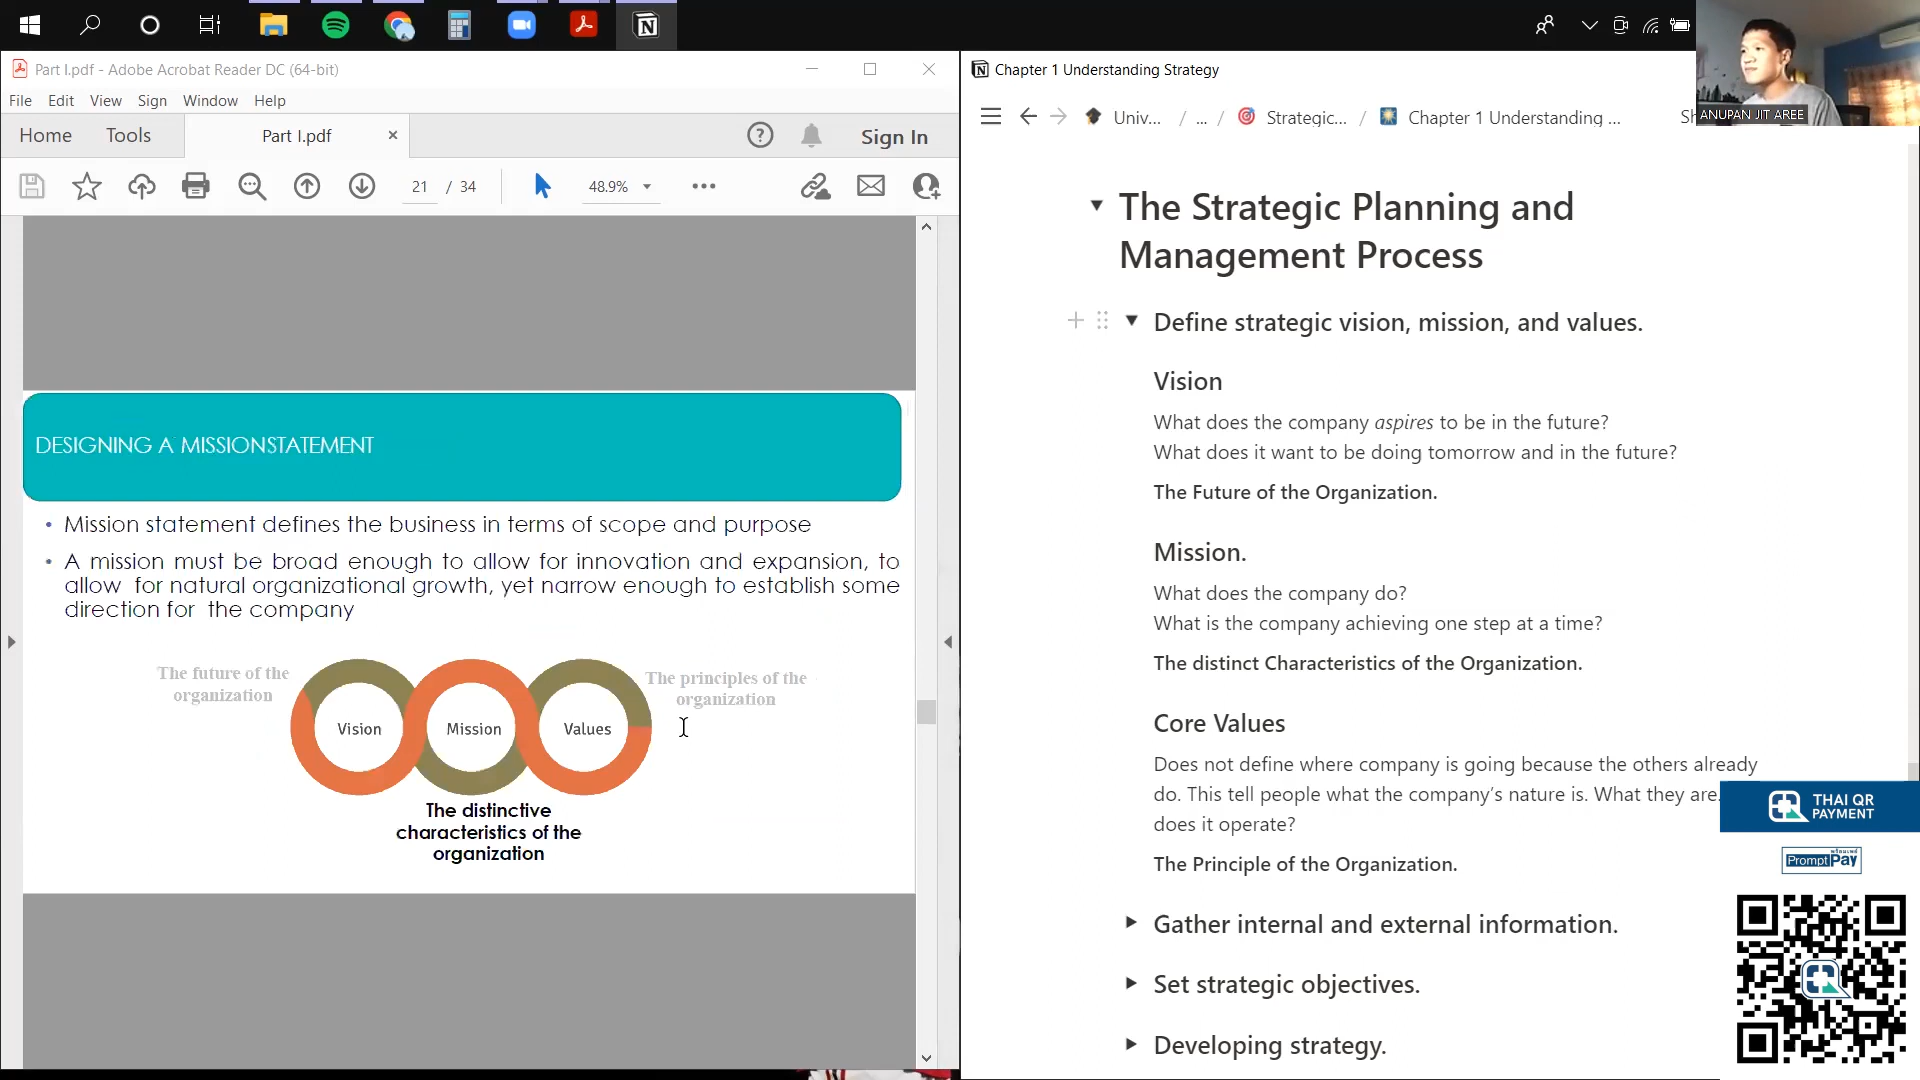 Part I.pdf - Adobe Acrobat Reader DC (64-bit)
File Edit View Sign Window Help
Home Tools Part I.pdf × Sign In
21 / 34 48.9%
DESIGNING A MISSIONSTATEMENT
• Mission statement defines the business in terms of scope and purpose
• A mission must be broad enough to allow for innovation and expansion, to
allow for natural organizational growth, yet narrow enough to establish some
direction for the company
The future of the
organization
Vision
Mission
Values
The principles of the
organization
The distinctive
characteristics of the
organization
Chapter 1 Understanding Strategy
Univ... / ... / Strategic... / Chapter 1 Understanding ...
ANUPAN JIT AREE
The Strategic Planning and
Management Process
Define strategic vision, mission, and values.
Vision
What does the company aspires to be in the future?
What does it want to be doing tomorrow and in the future?
The Future of the Organization.
Mission.
What does the company do?
What is the company achieving one step at a time?
The distinct Characteristics of the Organization.
Core Values
Does not define where company is going because the others already
do. This tell people what the company’s nature is. What they are.
does it operate?
The Principle of the Organization.
Gather internal and external information.
Set strategic objectives.
Developing strategy.
THAI QR
PAYMENT
พร้อมเพย์
PromptPay